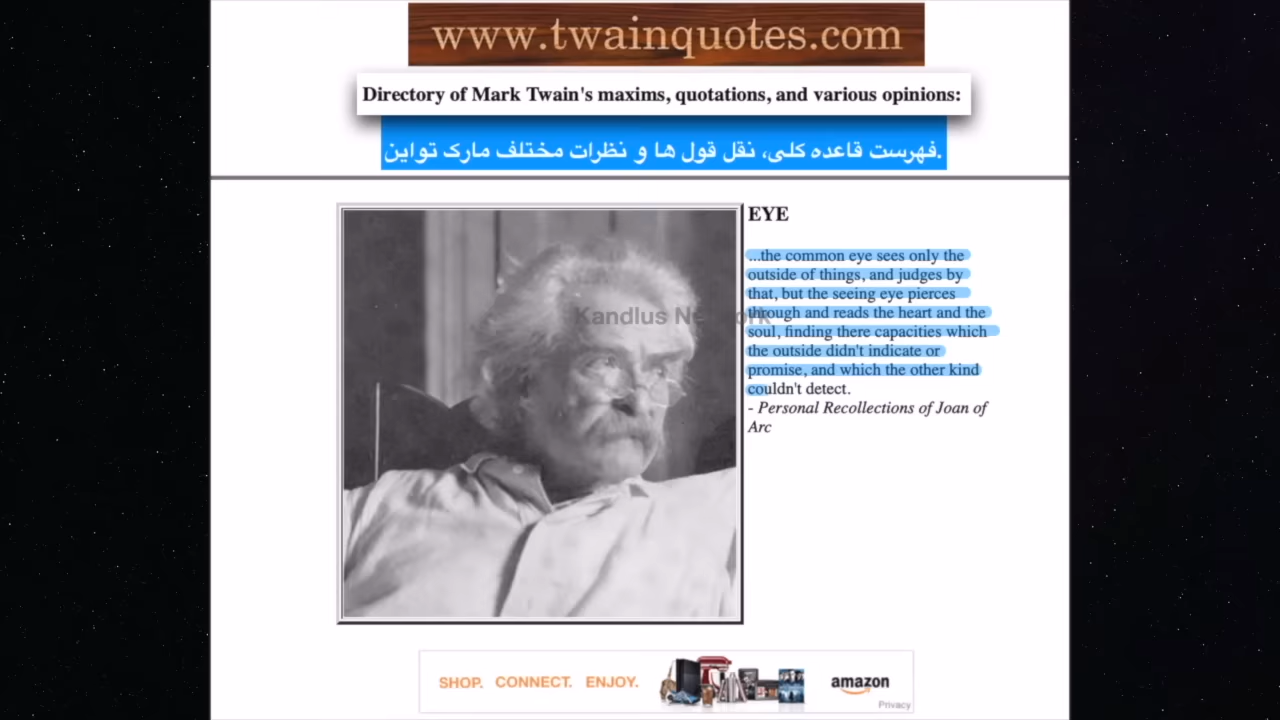 www.twainquotes.com
Directory of Mark Twain's maxims, quotations, and various opinions:
فهرست قاعده کلی، نقل قول ها و نظرات مختلف مارک تواین.
EYE
...the common eye sees only the
outside of things, and judges by
that, but the seeing eye pierces
through and reads the heart and the
soul, finding there capacities which
the outside didn't indicate or
promise, and which the other kind
couldn't detect.
- Personal Recollections of Joan of
Arc
Kandlus Network
SHOP. CONNECT. ENJOY.
amazon
Privacy